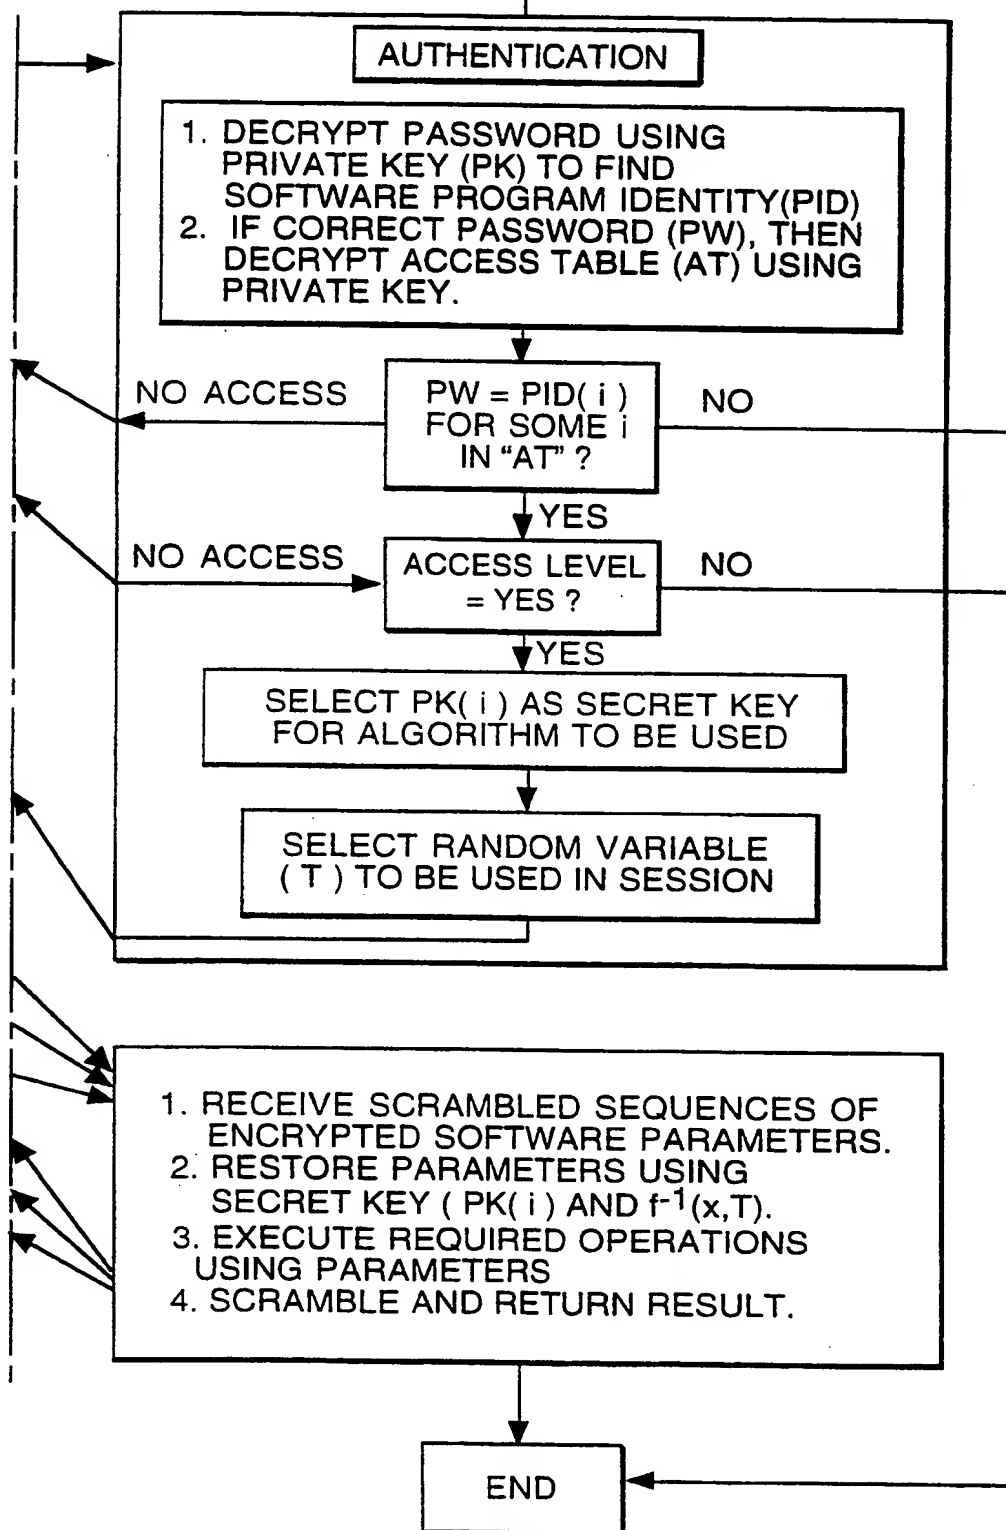 AUTHENTICATION
1. DECRYPT PASSWORD USING
PRIVATE KEY (PK) TO FIND
SOFTWARE PROGRAM IDENTITY(PID)
2. IF CORRECT PASSWORD (PW), THEN
DECRYPT ACCESS TABLE (AT) USING
PRIVATE KEY.
NO ACCESS
PW = PID( i )
FOR SOME i
IN “AT” ?
NO
YES
NO ACCESS
ACCESS LEVEL
= YES ?
NO
YES
SELECT PK( i ) AS SECRET KEY
FOR ALGORITHM TO BE USED
SELECT RANDOM VARIABLE
( T ) TO BE USED IN SESSION
1. RECEIVE SCRAMBLED SEQUENCES OF
ENCRYPTED SOFTWARE PARAMETERS.
2. RESTORE PARAMETERS USING
SECRET KEY ( PK( i ) AND f⁻¹(x,T).
3. EXECUTE REQUIRED OPERATIONS
USING PARAMETERS
4. SCRAMBLE AND RETURN RESULT.
END